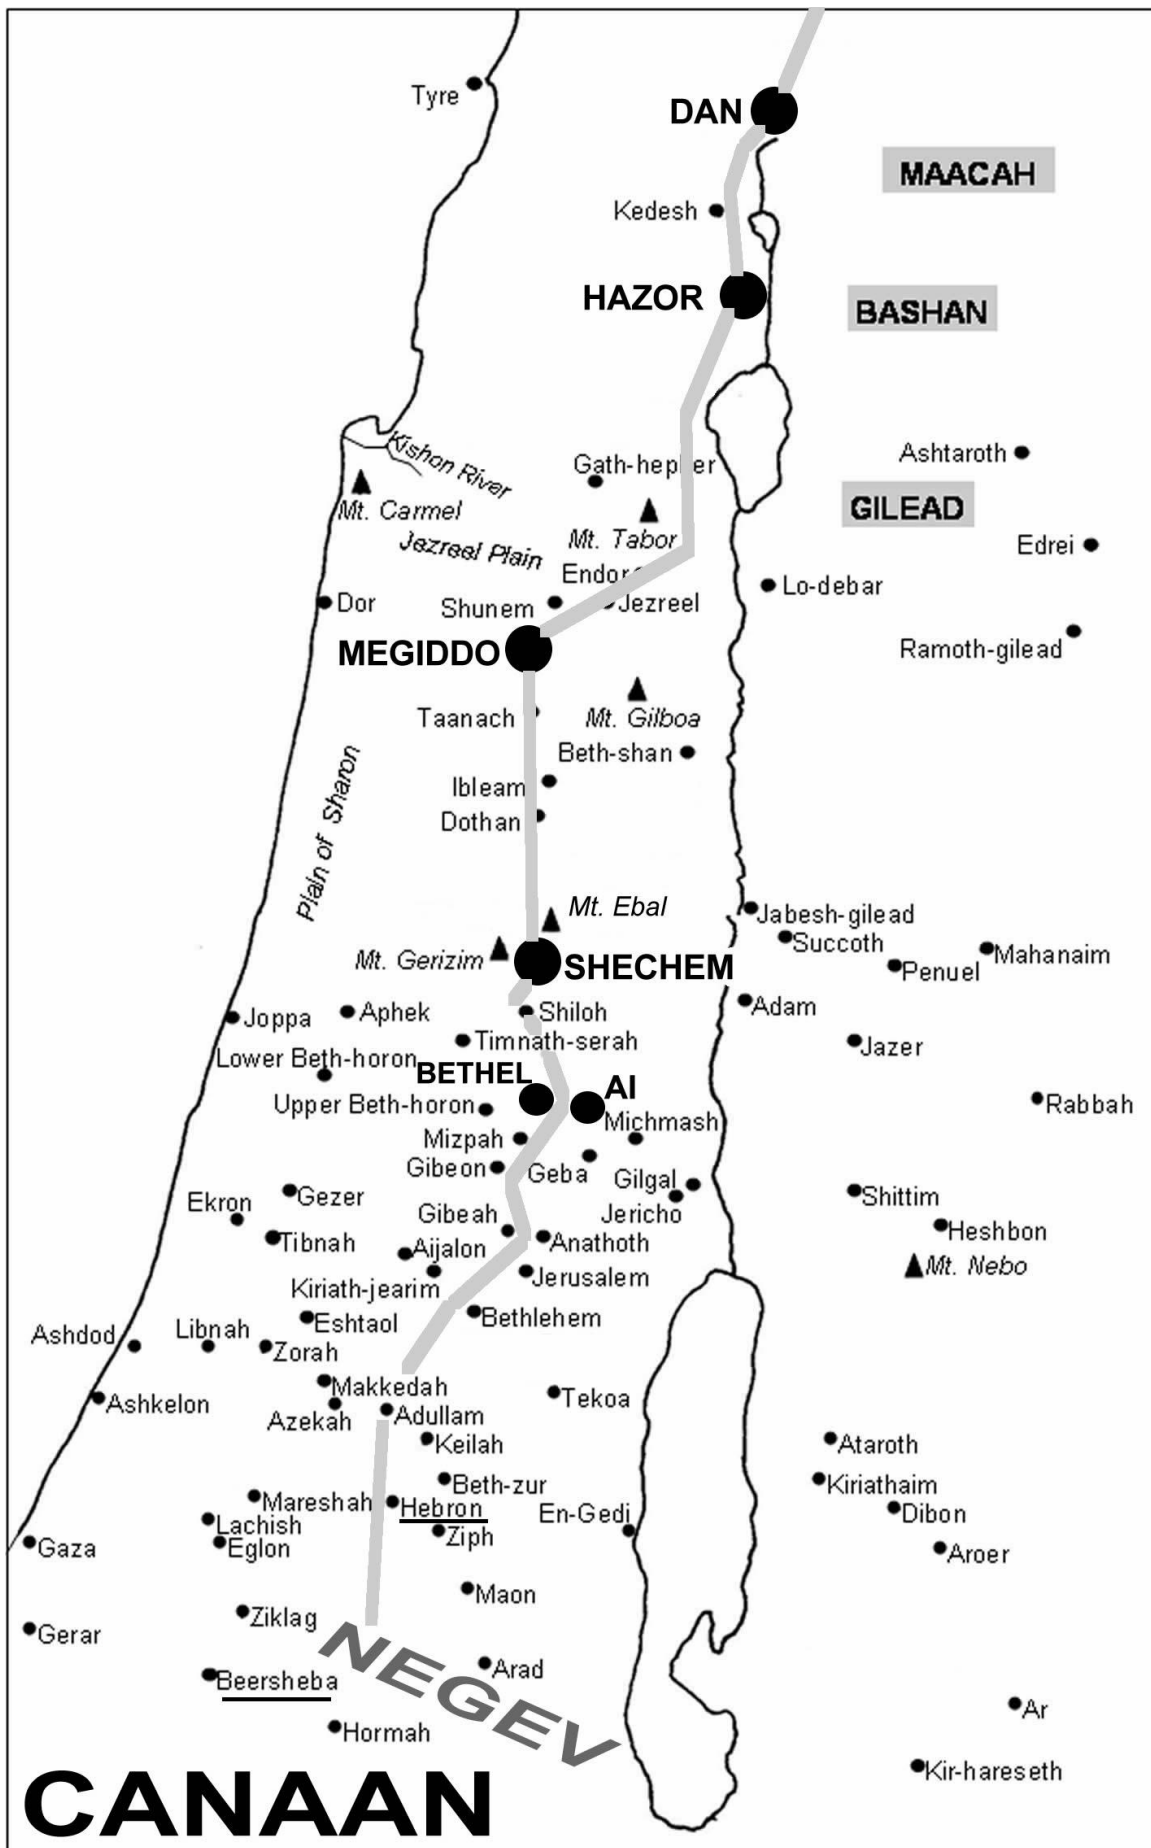 Tyre
DAN
MAACAH
Kedesh
HAZOR
BASHAN
Kishon River
Gath-hepher
Ashtaroth
Mt. Carmel
GILEAD
Jezreel Plain
Mt. Tabor
Edrei
Endor
Lo-debar
Dor
Shunem
Jezreel
MEGIDDO
Ramoth-gilead
Taanach
Mt. Gilboa
Beth-shan
Ibleam
Dothan
Plain of Sharon
Mt. Ebal
Jabesh-gilead
Succoth
Mt. Gerizim
SHECHEM
Penuel
Mahanaim
Joppa
Aphek
Shiloh
Adam
Timnath-serah
Jazer
Lower Beth-horon
BETHEL
AI
Upper Beth-horon
Michmash
Rabbah
Mizpah
Gibeon
Geba
Gilgal
Ekron
Gezer
Jericho
Shittim
Gibeah
Heshbon
Tibnah
Aijalon
Anathoth
Mt. Nebo
Kiriath-jearim
Jerusalem
Eshtaol
Bethlehem
Ashdod
Libnah
Zorah
Makkedah
Ashkelon
Azekah
Adullam
Tekoa
Keilah
Ataroth
Beth-zur
Kiriathaim
Mareshah
Hebron
En-Gedi
Dibon
Lachish
Ziph
Gaza
Eglon
Aroer
Maon
Ziklag
Gerar
NEGEV
Arad
Beersheba
Ar
Hormah
Kir-hareseth
CANAAN